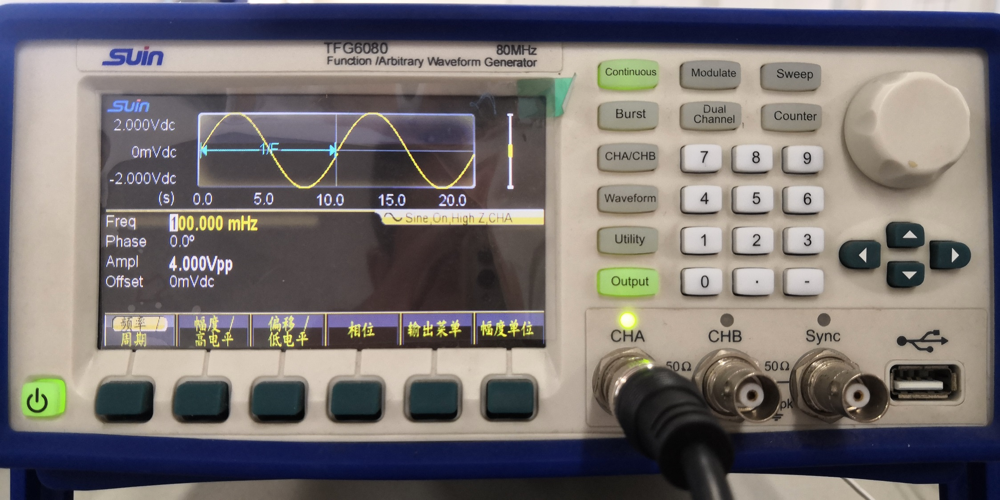 SUin
TFG6080 80MHz
Function /Arbitrary Waveform Generator
SUin
2.000Vdc
0mVdc
-2.000Vdc
1/F
(s) 0.0 5.0 10.0 15.0 20.0
Sine,On,High Z,CHA
Freq 100.000 mHz
Phase 0.0º
Ampl 4.000Vpp
Offset 0mVdc
频率 /
周期
幅度 /
高电平
偏移 /
低电平
相位
输出菜单
幅度单位
Continuous Modulate Sweep
Burst Dual
Channel Counter
CHA/CHB 7 8 9
Waveform 4 5 6
Utility 1 2 3
Output 0 . -
CHA CHB Sync
50Ω 50Ω
pk